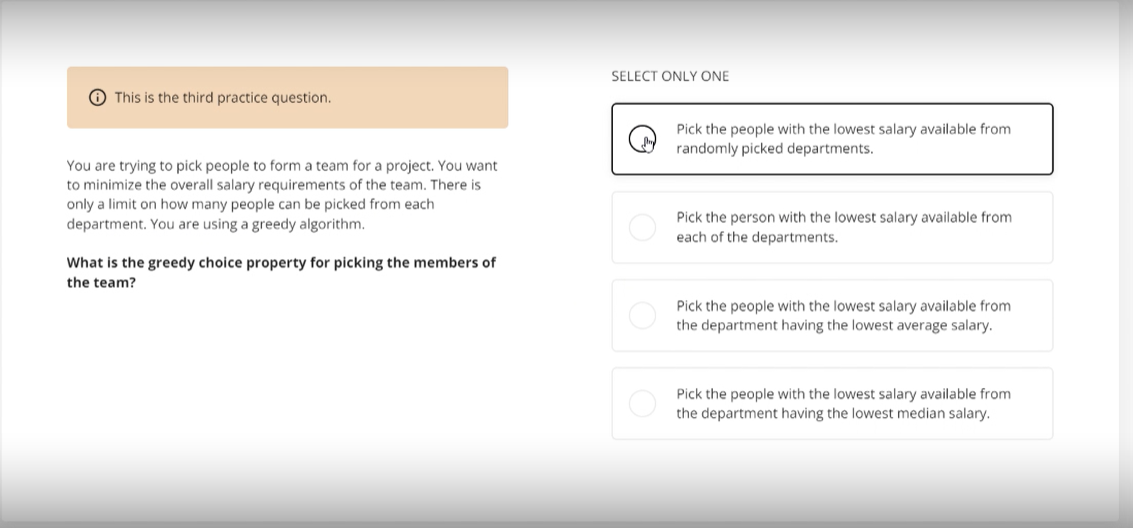 This is the third practice question.
You are trying to pick people to form a team for a project. You want
to minimize the overall salary requirements of the team. There is
only a limit on how many people can be picked from each
department. You are using a greedy algorithm.
What is the greedy choice property for picking the members of
the team?
SELECT ONLY ONE
Pick the people with the lowest salary available from
randomly picked departments.
Pick the person with the lowest salary available from
each of the departments.
Pick the people with the lowest salary available from
the department having the lowest average salary.
Pick the people with the lowest salary available from
the department having the lowest median salary.